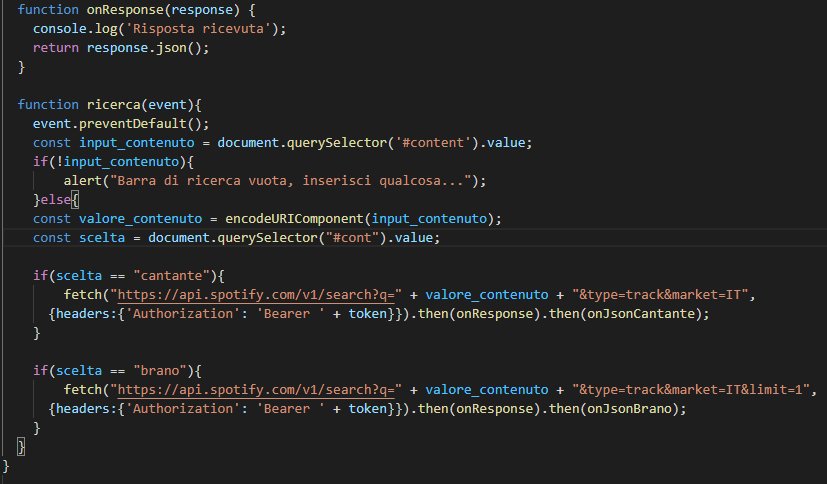 function onResponse(response) {
console.log('Risposta ricevuta');
return response.json();
}
function ricerca(event){
event.preventDefault();
const input_contenuto = document.querySelector('#content').value;
if(!input_contenuto){
alert("Barra di ricerca vuota, inserisci qualcosa...");
}else{
const valore_contenuto = encodeURIComponent(input_contenuto);
const scelta = document.querySelector("#cont").value;
if(scelta == "cantante"){
fetch("https://api.spotify.com/v1/search?q=" + valore_contenuto + "&type=track&market=IT",
{headers:{'Authorization': 'Bearer ' + token}}).then(onResponse).then(onJsonCantante);
}
if(scelta == "brano"){
fetch("https://api.spotify.com/v1/search?q=" + valore_contenuto + "&type=track&market=IT&limit=1",
{headers:{'Authorization': 'Bearer ' + token}}).then(onResponse).then(onJsonBrano);
}
}
}